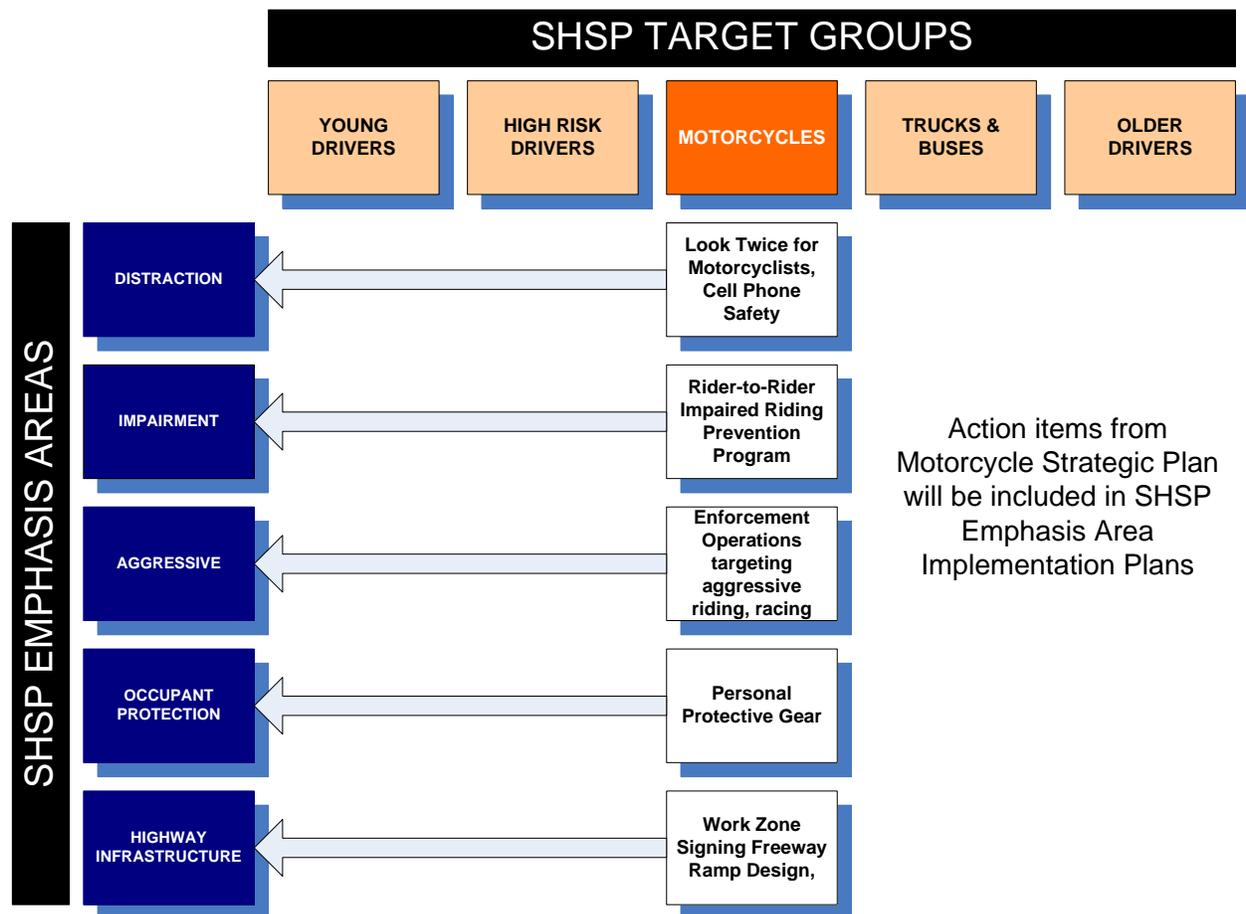 SHSP TARGET GROUPS
YOUNG
DRIVERS
HIGH RISK
DRIVERS
MOTORCYCLES
TRUCKS &
BUSES
OLDER
DRIVERS
SHSP EMPHASIS AREAS
DISTRACTION
Look Twice for
Motorcyclists,
Cell Phone
Safety
IMPAIRMENT
Rider-to-Rider
Impaired Riding
Prevention
Program
AGGRESSIVE
Enforcement
Operations
targeting
aggressive
riding, racing
OCCUPANT
PROTECTION
Personal
Protective Gear
HIGHWAY
INFRASTRUCTURE
Work Zone
Signing Freeway
Ramp Design,
Action items from
Motorcycle Strategic Plan
will be included in SHSP
Emphasis Area
Implementation Plans